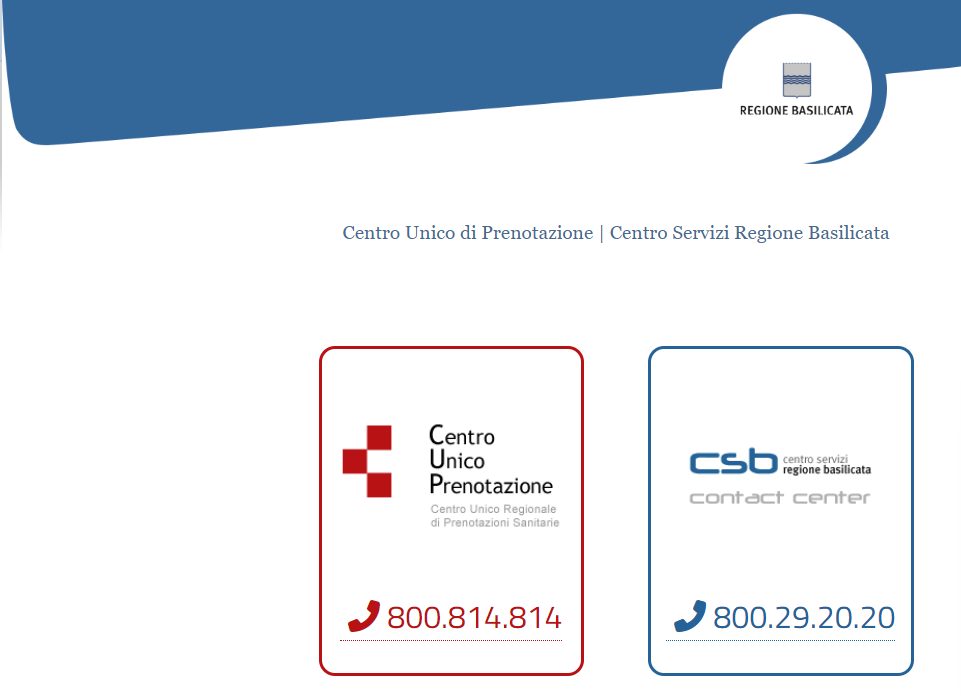 REGIONE BASILICATA
Centro Unico di Prenotazione | Centro Servizi Regione Basilicata
Centro
Unico
Prenotazione
Centro Unico Regionale
di Prenotazioni Sanitarie
800.814.814
csb centro servizi
regione basilicata
contact center
800.29.20.20